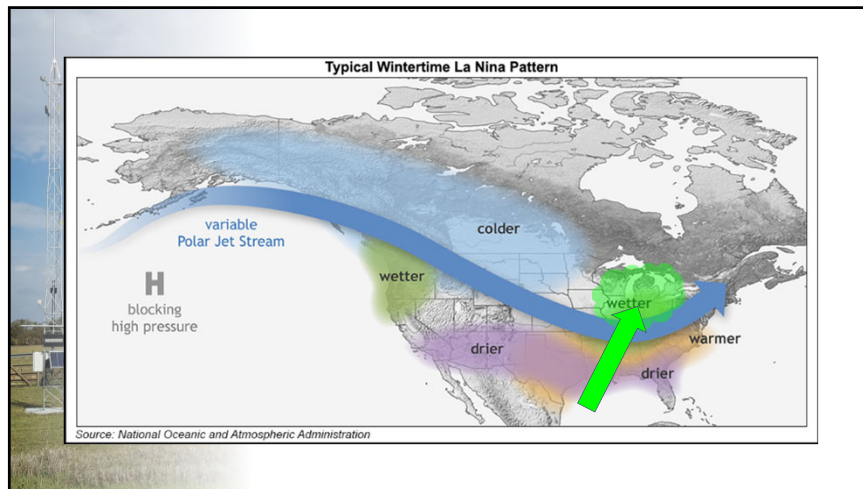 Typical Wintertime La Nina Pattern
variable
Polar Jet Stream
colder
H
blocking
high pressure
wetter
wetter
warmer
drier
drier
Source: National Oceanic and Atmospheric Administration